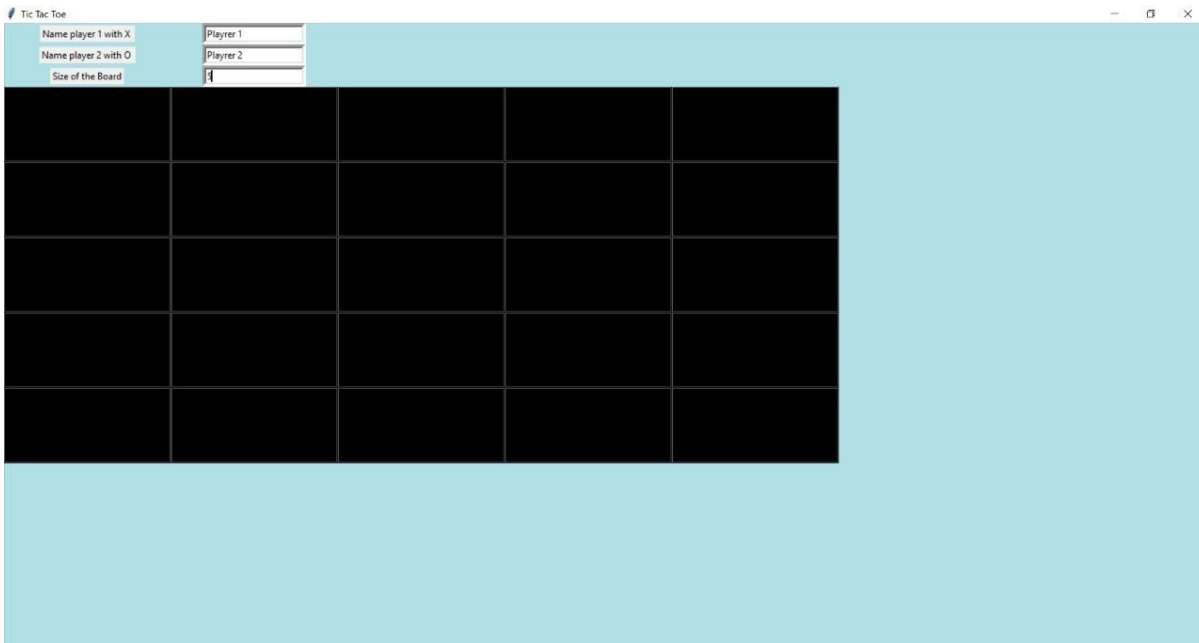 Tic Tac Toe
Name player 1 with X Playrer 1
Name player 2 with O Playrer 2
Size of the Board 5